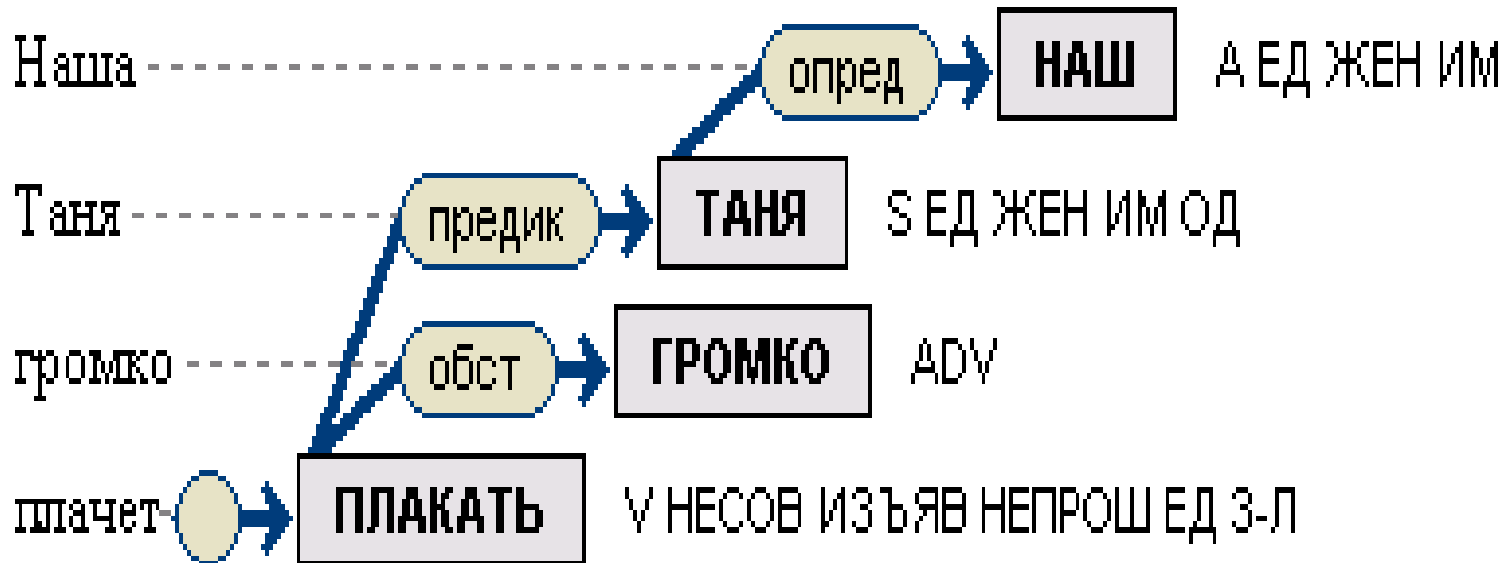 Наша опред НАШ A ЕД ЖЕН ИМ
Таня предик ТАНЯ S ЕД ЖЕН ИМ ОД
громко обст ГРОМКО ADV
плачет ПЛАКАТЬ V НЕСОВ ИЗЪЯВ НЕПРОШ ЕД 3-Л